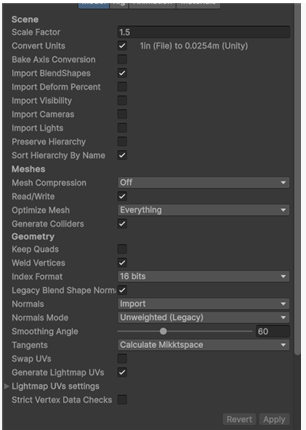 Scene
Scale Factor 1.5
Convert Units 1in (File) to 0.0254m (Unity)
Bake Axis Conversion
Import BlendShapes
Import Deform Percent
Import Visibility
Import Cameras
Import Lights
Preserve Hierarchy
Sort Hierarchy By Name
Meshes
Mesh Compression Off
Read/Write
Optimize Mesh Everything
Generate Colliders
Geometry
Keep Quads
Weld Vertices
Index Format 16 bits
Legacy Blend Shape Norm
Normals Import
Normals Mode Unweighted (Legacy)
Smoothing Angle 60
Tangents Calculate Mikktspace
Swap UVs
Generate Lightmap UVs
Lightmap UVs settings
Strict Vertex Data Checks
Revert Apply